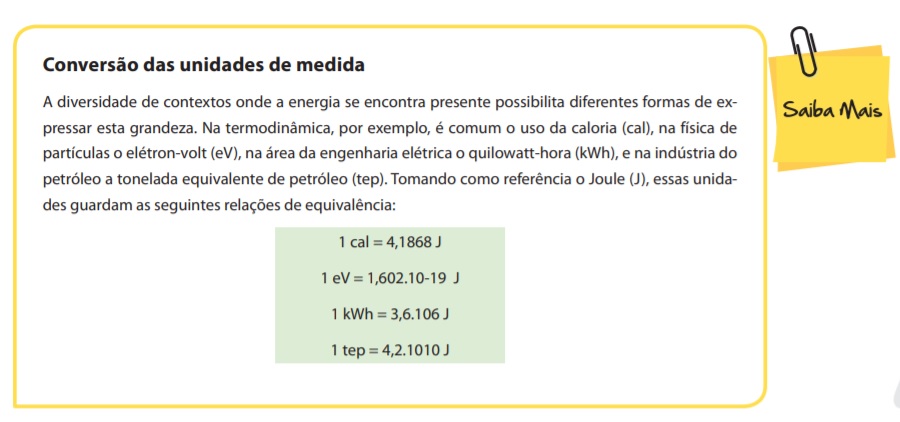 Conversão das unidades de medida
A diversidade de contextos onde a energia se encontra presente possibilita diferentes formas de ex-
pressar esta grandeza. Na termodinâmica, por exemplo, é comum o uso da caloria (cal), na física de
partículas o elétron-volt (eV), na área da engenharia elétrica o quilowatt-hora (kWh), e na indústria do
petróleo a tonelada equivalente de petróleo (tep). Tomando como referência o Joule (J), essas unida-
des guardam as seguintes relações de equivalência:
1 cal = 4,1868 J
1 eV = 1,602.10-19 J
1 kWh = 3,6.106 J
1 tep = 4,2.1010 J
Saiba Mais